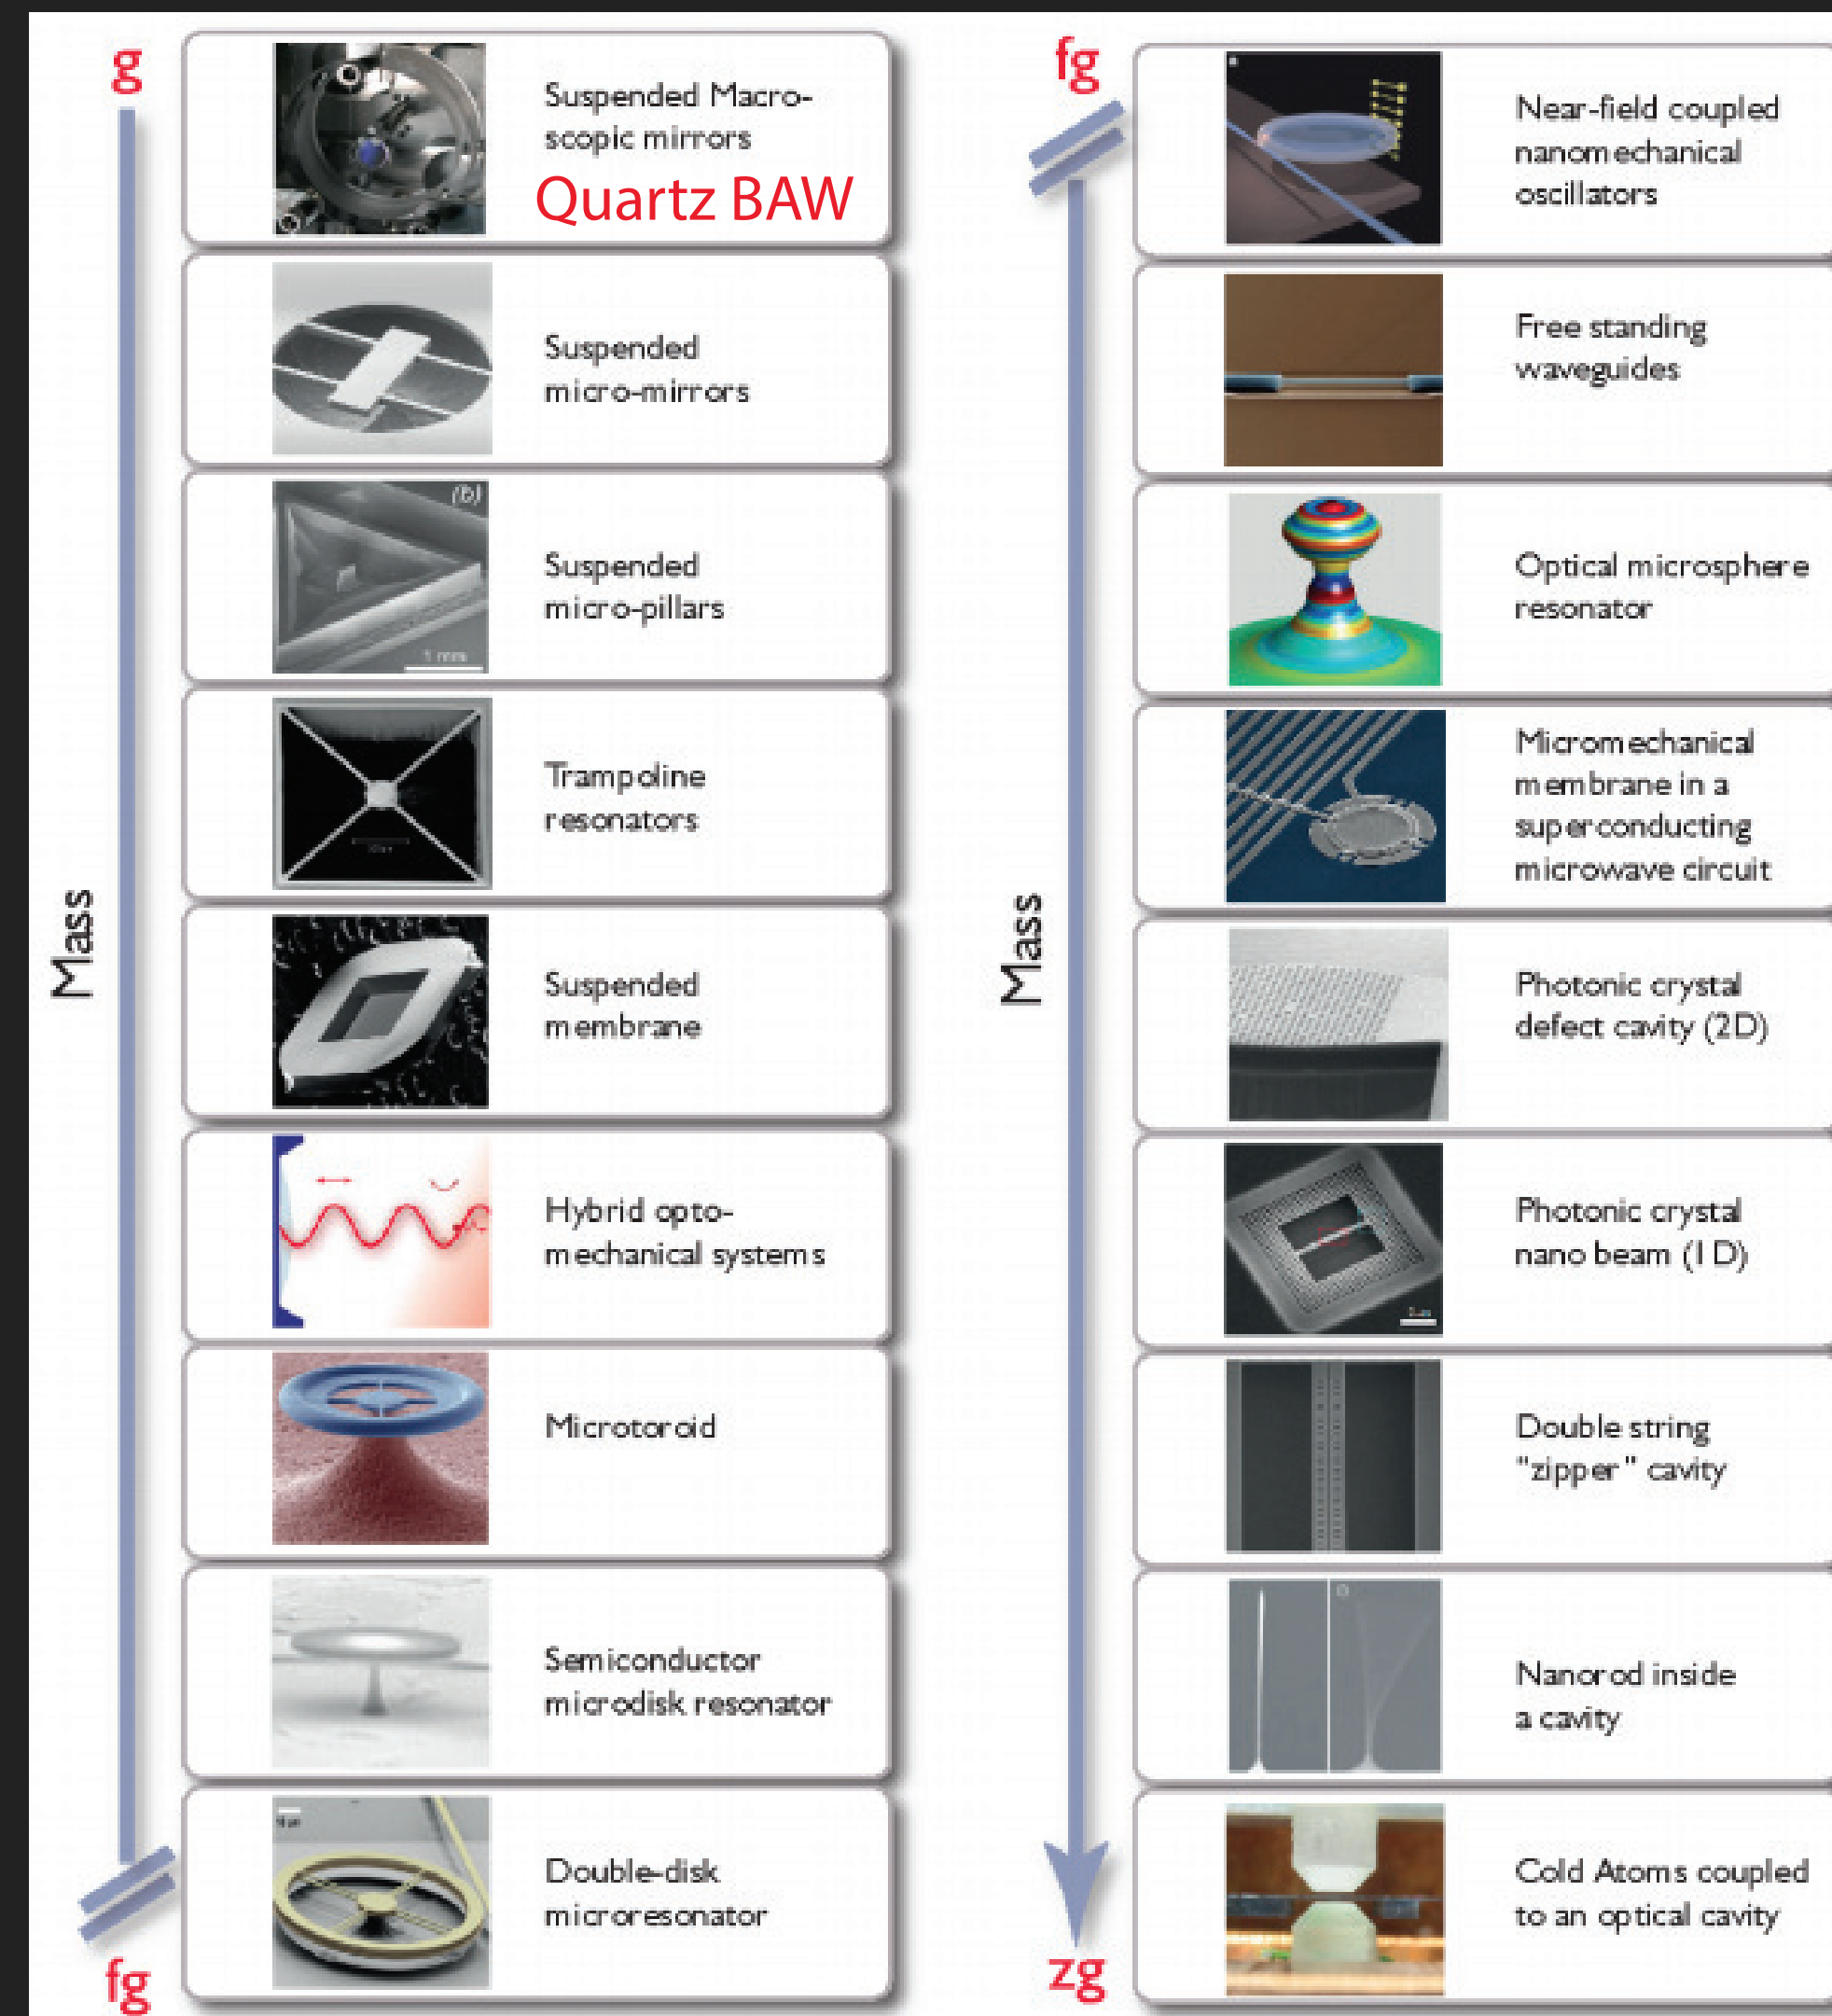 g
Suspended Macro-
scopic mirrors
Quartz BAW
Suspended
micro-mirrors
(b)
1 mm
Suspended
micro-pillars
Trampoline
resonators
Mass
Suspended
membrane
Hybrid opto-
mechanical systems
Microtoroid
Semiconductor
microdisk resonator
Double-disk
microresonator
fg
fg
Near-field coupled
nanomechanical
oscillators
Free standing
waveguides
Optical microsphere
resonator
Micromechanical
membrane in a
superconducting
microwave circuit
Mass
Photonic crystal
defect cavity (2D)
Photonic crystal
nano beam (1D)
Double string
"zipper" cavity
Nanorod inside
a cavity
Cold Atoms coupled
to an optical cavity
zg